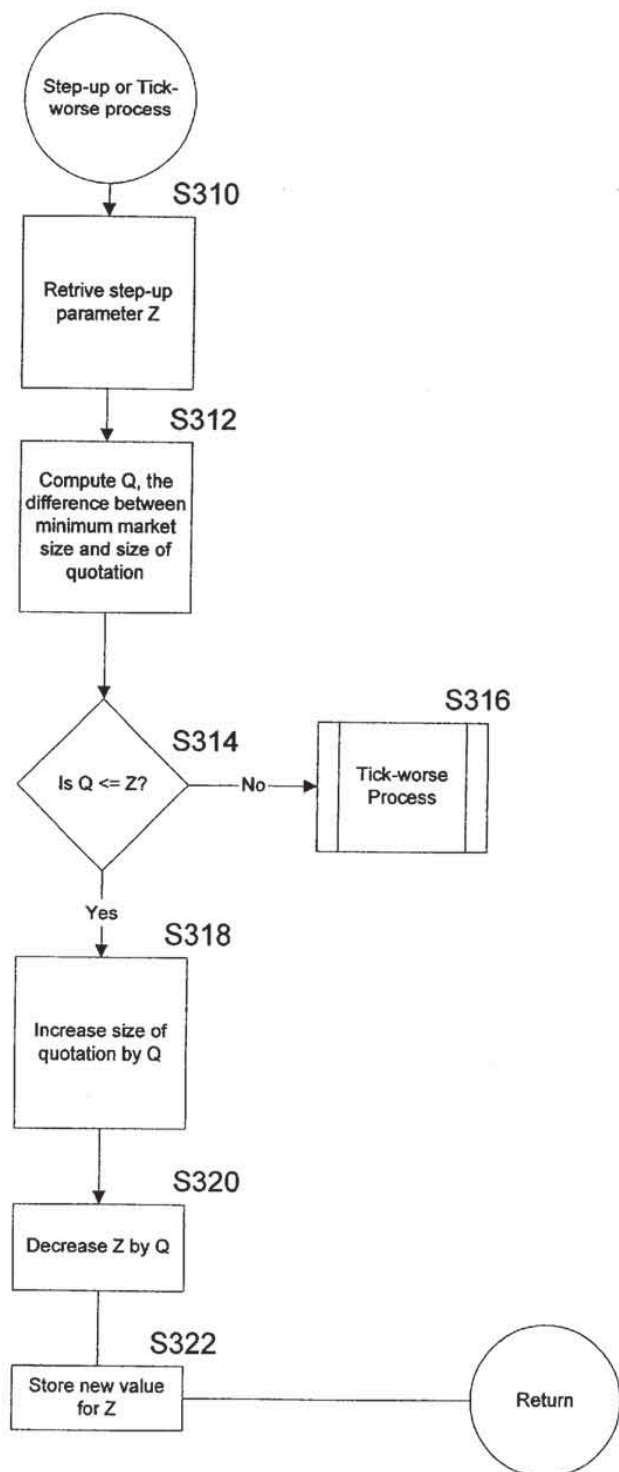 Step-up or Tick-
worse process
S310
Retrive step-up
parameter Z
S312
Compute Q, the
difference between
minimum market
size and size of
quotation
S314
Is Q <= Z?
No
S316
Tick-worse
Process
Yes
S318
Increase size of
quotation by Q
S320
Decrease Z by Q
S322
Store new value
for Z
Return